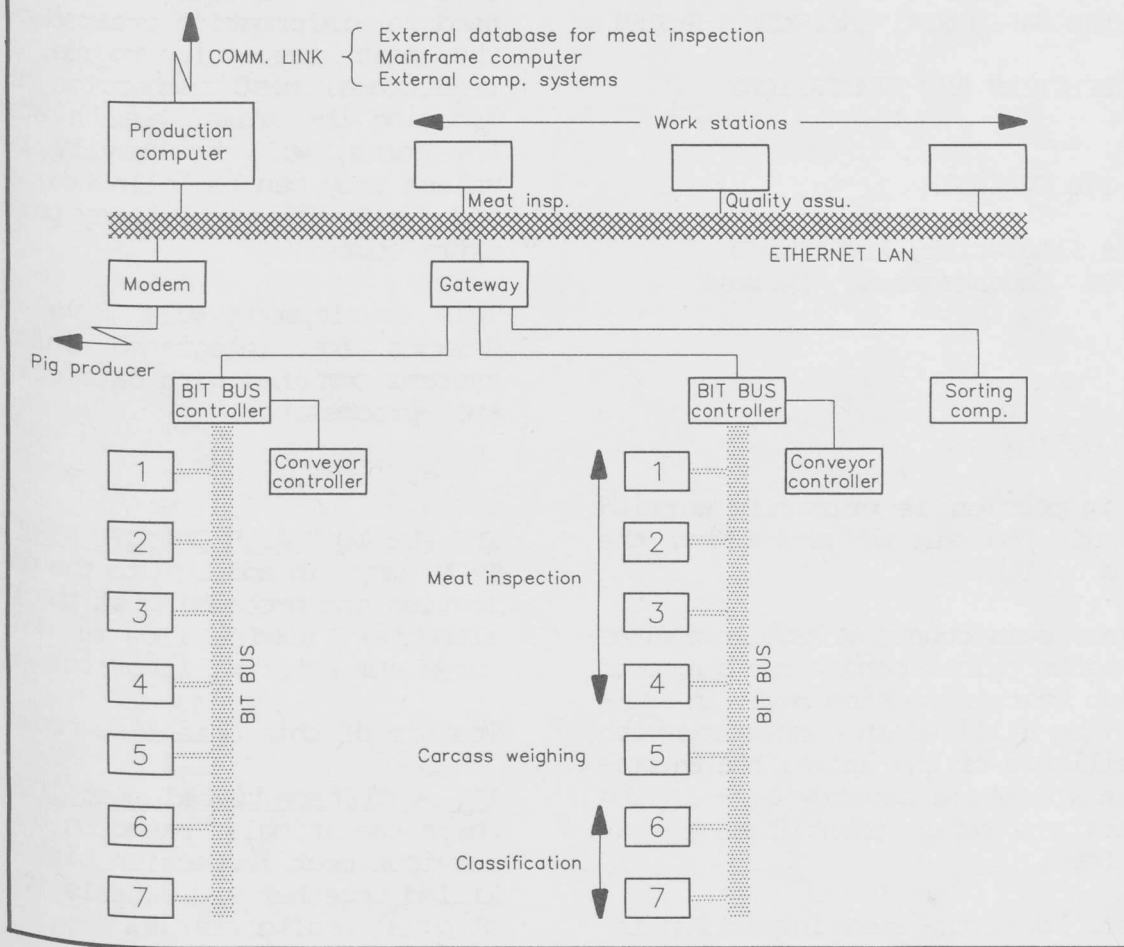 External database for meat inspection
COMM. LINK
Mainframe computer
External comp. systems
Production
computer
Work stations
Meat insp.
Quality assu.
ETHERNET LAN
Modem
Gateway
Pig producer
BIT BUS
controller
BIT BUS
controller
Sorting
comp.
Conveyor
controller
Conveyor
controller
1
2
3
4
5
6
7
BIT BUS
Meat inspection
Carcass weighing
Classification
1
2
3
4
5
6
7
BIT BUS